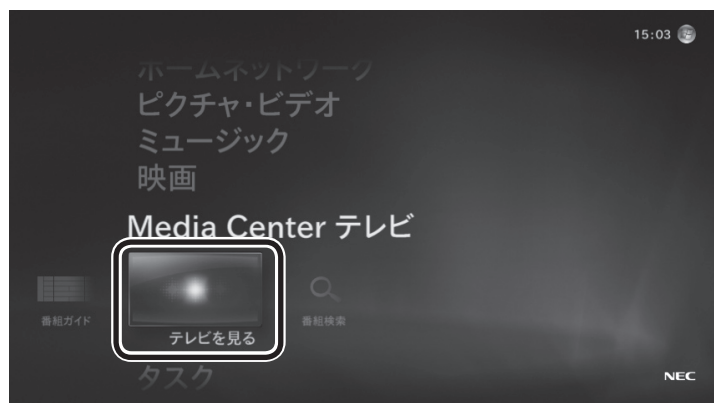 15:03
ホームネットワーク
ピクチャ・ビデオ
ミュージック
映画
Media Center テレビ
番組ガイド
テレビを見る
番組検索
タスク
NEC